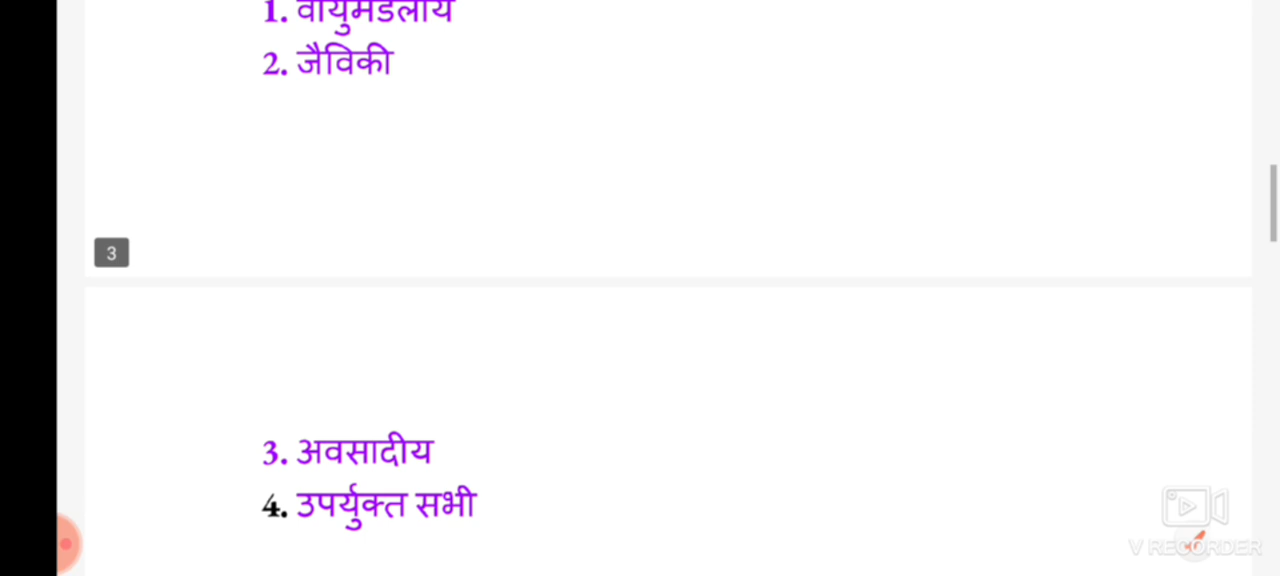 1. वायुमंडलीय
2. जैविकी
3
3. अवसादीय
4. उपर्युक्त सभी
V RECORDER